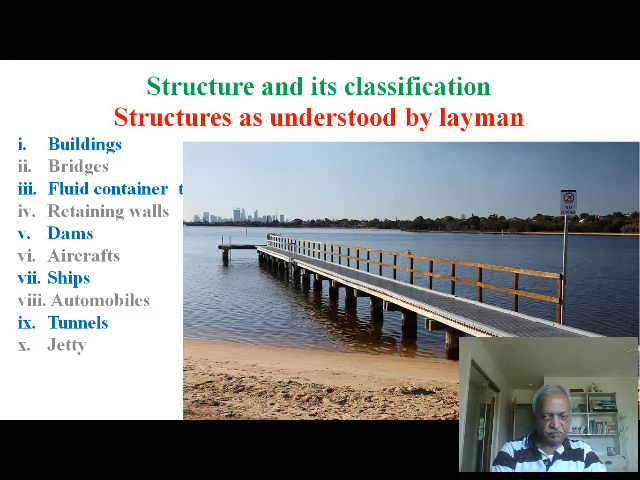 Structure and its classification
Structures as understood by layman
i. Buildings
ii. Bridges
iii. Fluid container t
iv. Retaining walls
v. Dams
vi. Aircrafts
vii. Ships
viii. Automobiles
ix. Tunnels
x. Jetty
NO